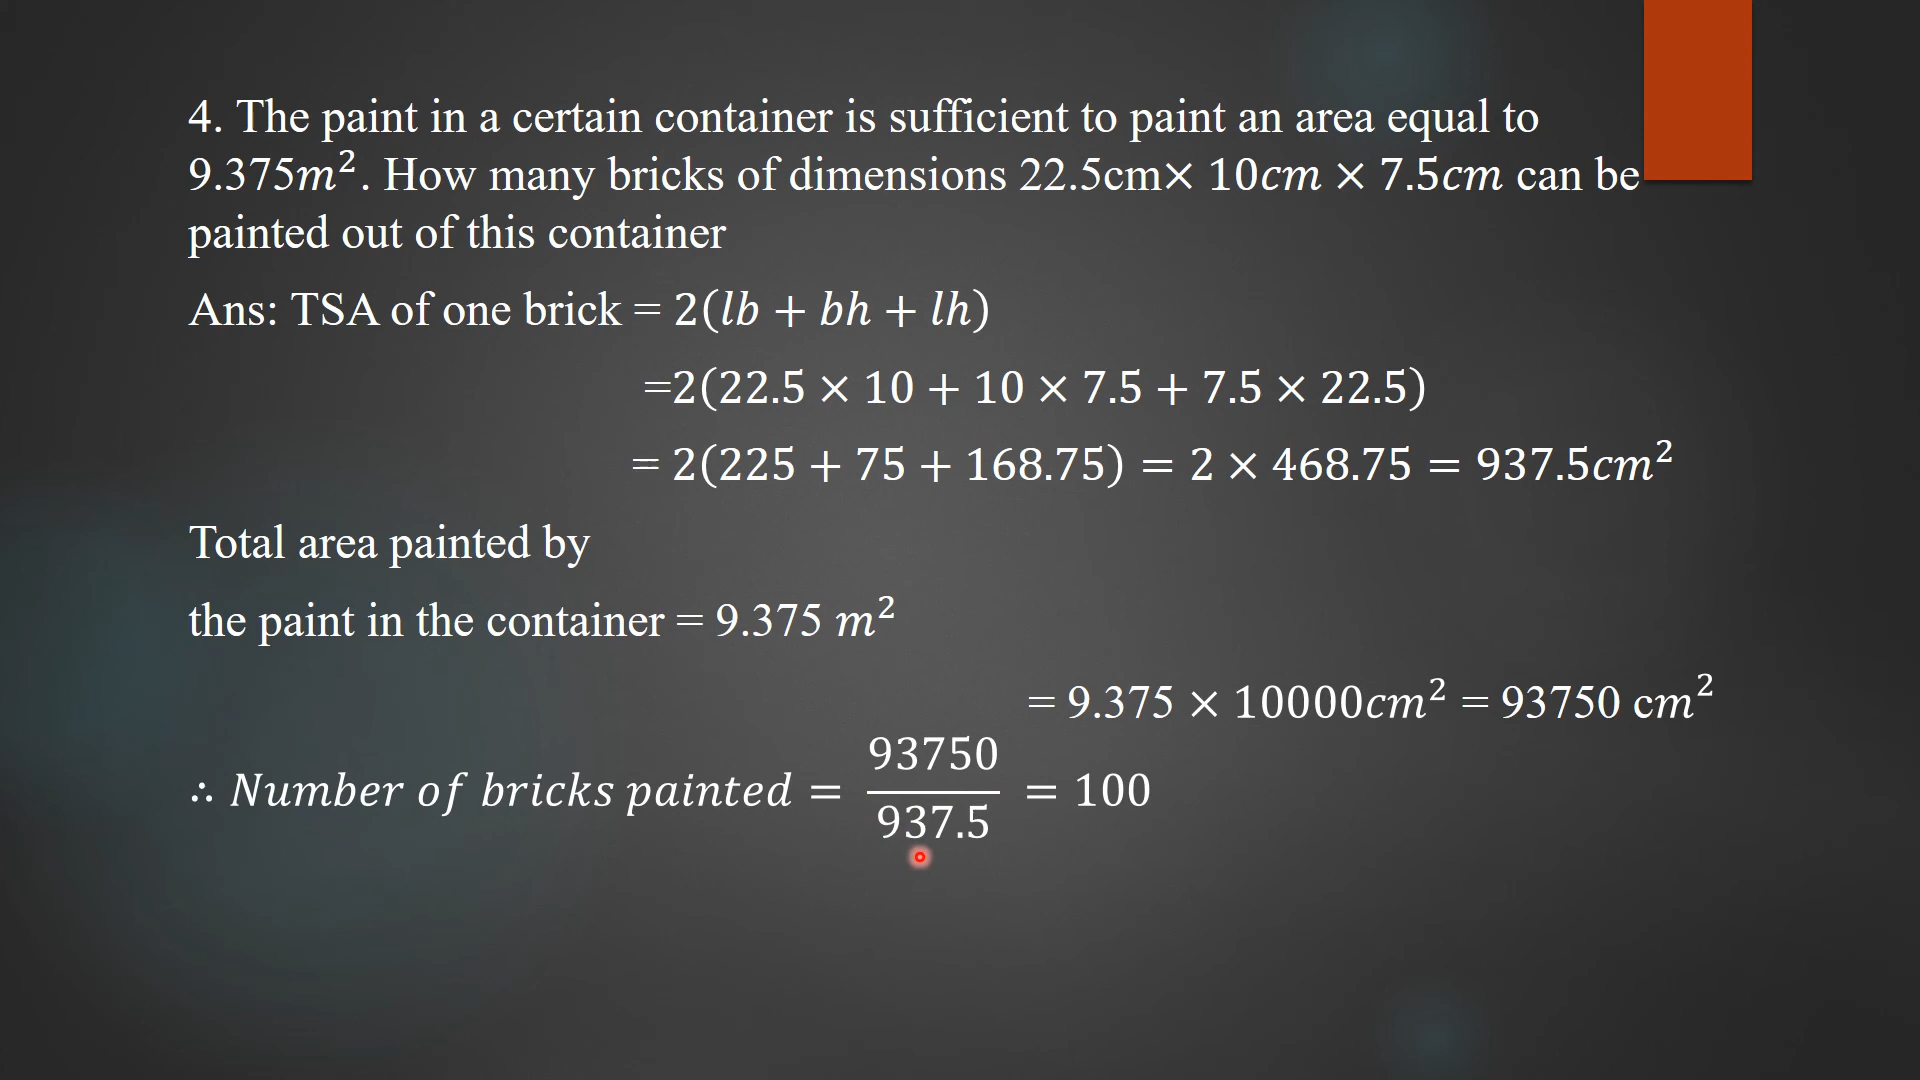 4. The paint in a certain container is sufficient to paint an area equal to
9.375m². How many bricks of dimensions 22.5cm× 10cm × 7.5cm can be
painted out of this container
Ans: TSA of one brick = 2(lb + bh + lh)
=2(22.5 × 10 + 10 × 7.5 + 7.5 × 22.5)
= 2(225 + 75 + 168.75) = 2 × 468.75 = 937.5cm²
Total area painted by
the paint in the container = 9.375 m²
= 9.375 × 10000cm² = 93750 cm²
∴ Number of bricks painted = 93750/937.5 = 100